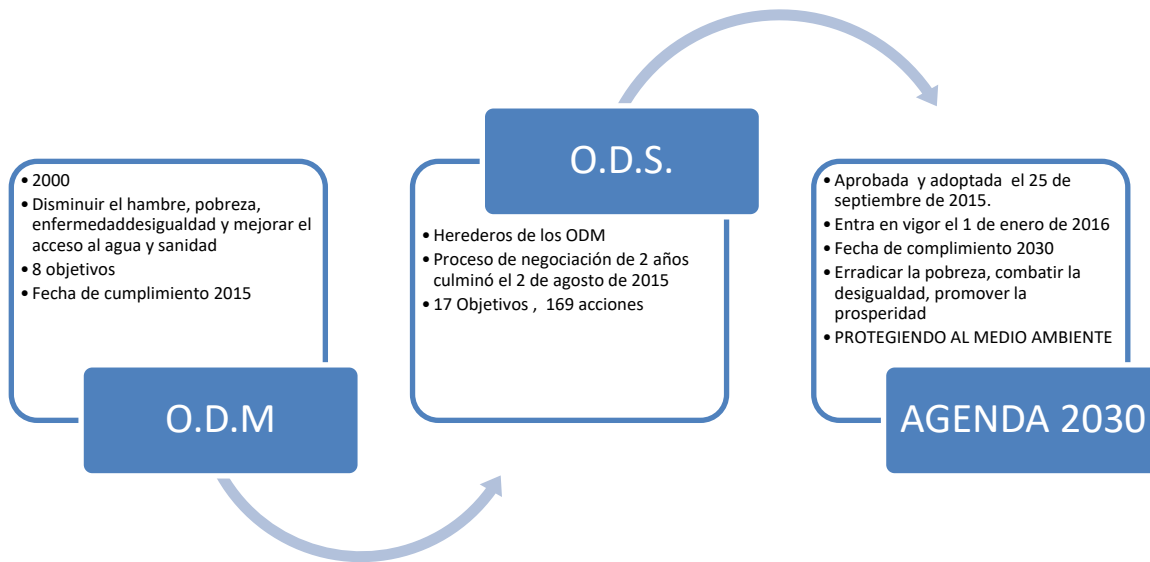 • 2000
• Disminuir el hambre, pobreza,
enfermedaddesigualdad y mejorar el
acceso al agua y sanidad
• 8 objetivos
• Fecha de cumplimiento 2015
O.D.M
O.D.S.
• Herederos de los ODM
• Proceso de negociación de 2 años
culminó el 2 de agosto de 2015
• 17 Objetivos , 169 acciones
• Aprobada y adoptada el 25 de
septiembre de 2015.
• Entra en vigor el 1 de enero de 2016
• Fecha de complimiento 2030
• Erradicar la pobreza, combatir la
desigualdad, promover la
prosperidad
• PROTEGIENDO AL MEDIO AMBIENTE
AGENDA 2030